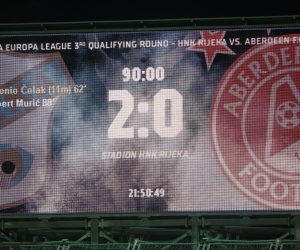 A EUROPA LEAGUE 3rd QUALIFYING ROUND - HNK RIJEKA VS. ABERDEEN F
90:00
onio Čolak (11m) 62'
bert Murić 88'
2:0
STADION HNK RIJEKA
21:50:49
ABERDEEN
FOOT